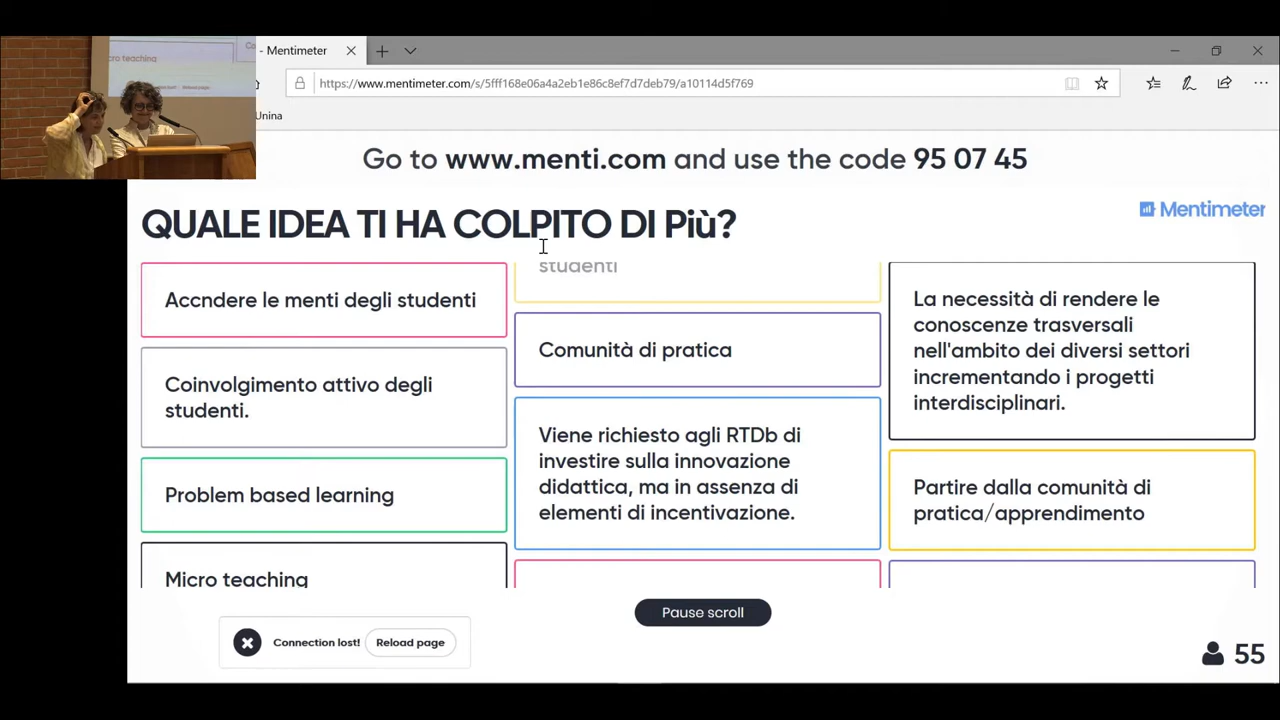 - Mentimeter
https://www.mentimeter.com/s/5fff168e06a4a2eb1e86c8ef7d7deb79/a10114d5f769
Unina
Go to www.menti.com and use the code 95 07 45
Mentimeter
QUALE IDEA TI HA COLPITO DI Più?
Accndere le menti degli studenti
Coinvolgimento attivo degli
studenti.
Problem based learning
Micro teaching
studenti
Comunità di pratica
Viene richiesto agli RTDb di
investire sulla innovazione
didattica, ma in assenza di
elementi di incentivazione.
La necessità di rendere le
conoscenze trasversali
nell'ambito dei diversi settori
incrementando i progetti
interdisciplinari.
Partire dalla comunità di
pratica/apprendimento
Pause scroll
Connection lost! Reload page
55
cro teaching
Reload page